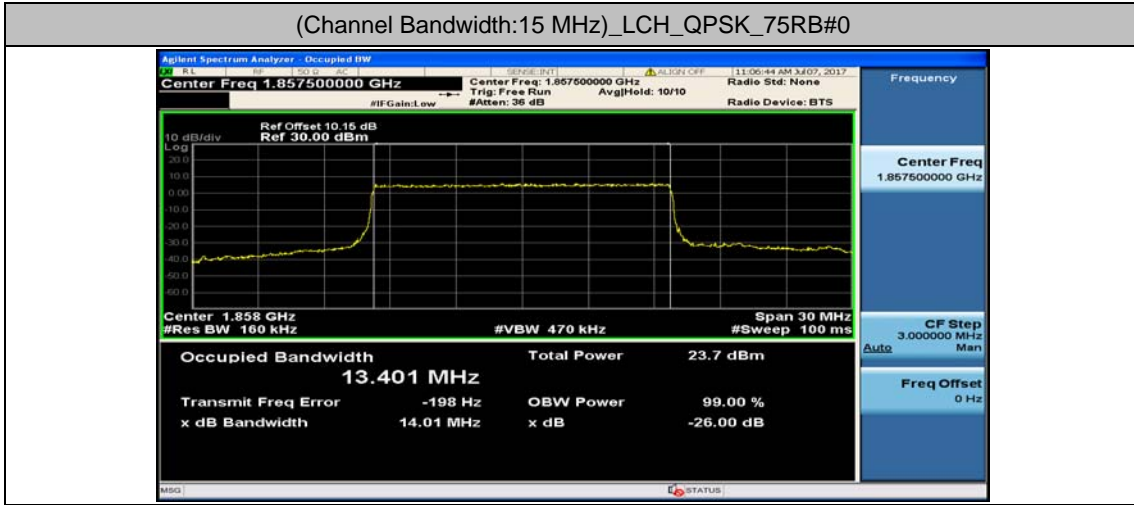 (Channel Bandwidth:15 MHz)_LCH_QPSK_75RB#0
Agilent Spectrum Analyzer - Occupied BW
RL RF 50 Ω AC SENSE:INT ALIGN OFF 11:06:44 AM Jul 07, 2017
Center Freq 1.857500000 GHz
Center Freq: 1.857500000 GHz Radio Std: None
Trig: Free Run Avg|Hold: 10/10
#IFGain:Low #Atten: 36 dB Radio Device: BTS
Ref Offset 10.15 dB
10 dB/div Ref 30.00 dBm
Log
20.0
10.0
0.00
-10.0
-20.0
-30.0
-40.0
-50.0
-60.0
Center 1.858 GHz Span 30 MHz
#Res BW 160 kHz #VBW 470 kHz #Sweep 100 ms
Occupied Bandwidth Total Power 23.7 dBm
13.401 MHz
Transmit Freq Error -198 Hz OBW Power 99.00 %
x dB Bandwidth 14.01 MHz x dB -26.00 dB
MSG STATUS
Frequency
Center Freq
1.857500000 GHz
CF Step
3.000000 MHz
Auto Man
Freq Offset
0 Hz